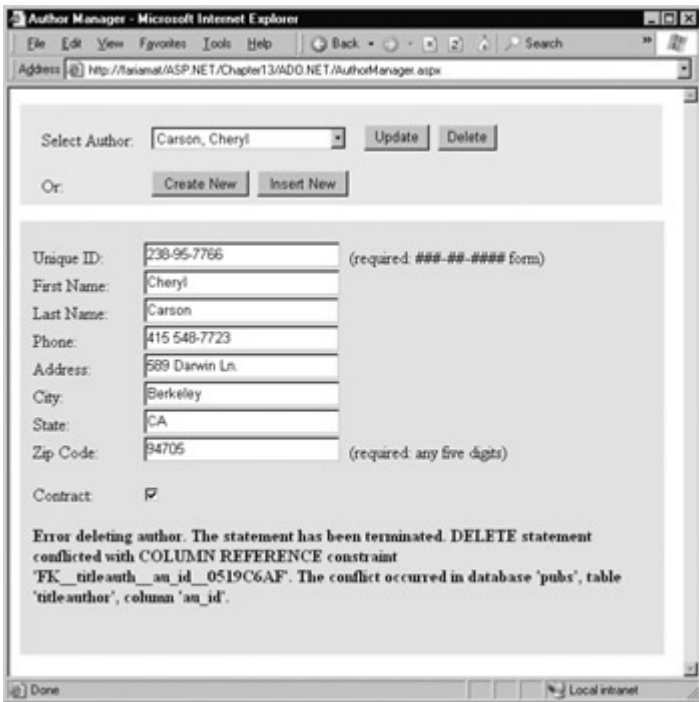 Author Manager - Microsoft Internet Explorer
File Edit View Favorites Tools Help Back Search
Address http://fariamat/ASP.NET/Chapter13/ADO.NET/AuthorManager.aspx
Select Author: Carson, Cheryl Update Delete
Or: Create New Insert New
Unique ID: 238-95-7766 (required: ###-##-#### form)
First Name: Cheryl
Last Name: Carson
Phone: 415 548-7723
Address: 589 Darwin Ln.
City: Berkeley
State: CA
Zip Code: 94705 (required: any five digits)
Contract:
Error deleting author. The statement has been terminated. DELETE statement
conflicted with COLUMN REFERENCE constraint
'FK__titleauth__au_id__0519C6AF'. The conflict occurred in database 'pubs', table
'titleauthor', column 'au_id'.
Done Local intranet